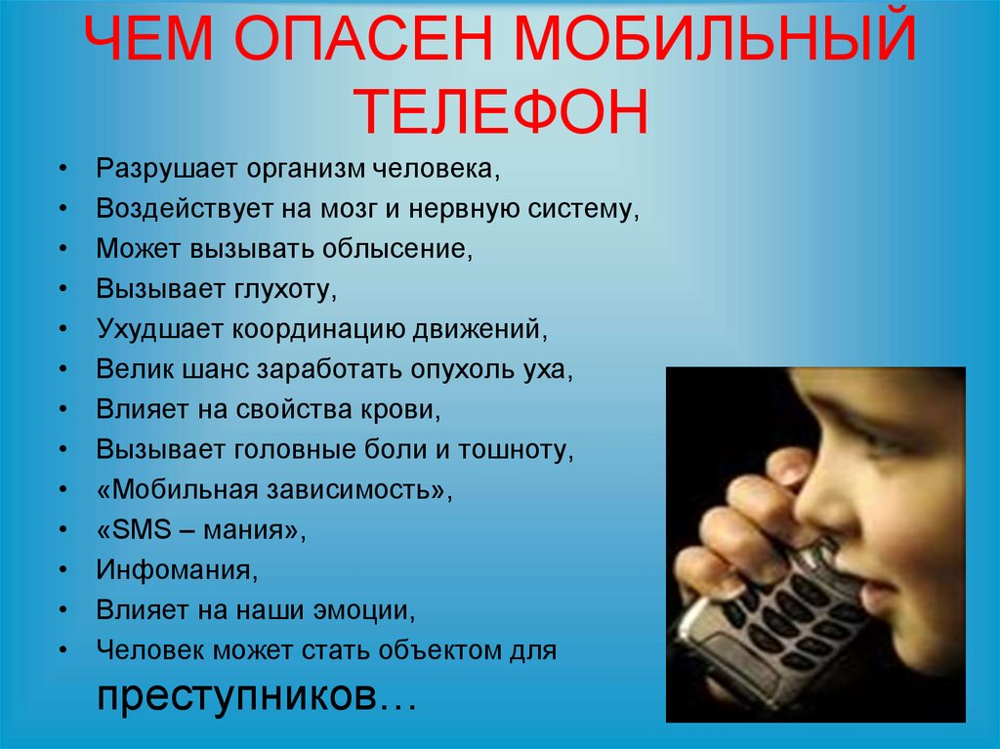 ЧЕМ ОПАСЕН МОБИЛЬНЫЙ
ТЕЛЕФОН
• Разрушает организм человека,
• Воздействует на мозг и нервную систему,
• Может вызывать облысение,
• Вызывает глухоту,
• Ухудшает координацию движений,
• Велик шанс заработать опухоль уха,
• Влияет на свойства крови,
• Вызывает головные боли и тошноту,
• «Мобильная зависимость»,
• «SMS – мания»,
• Инфомания,
• Влияет на наши эмоции,
• Человек может стать объектом для
преступников…